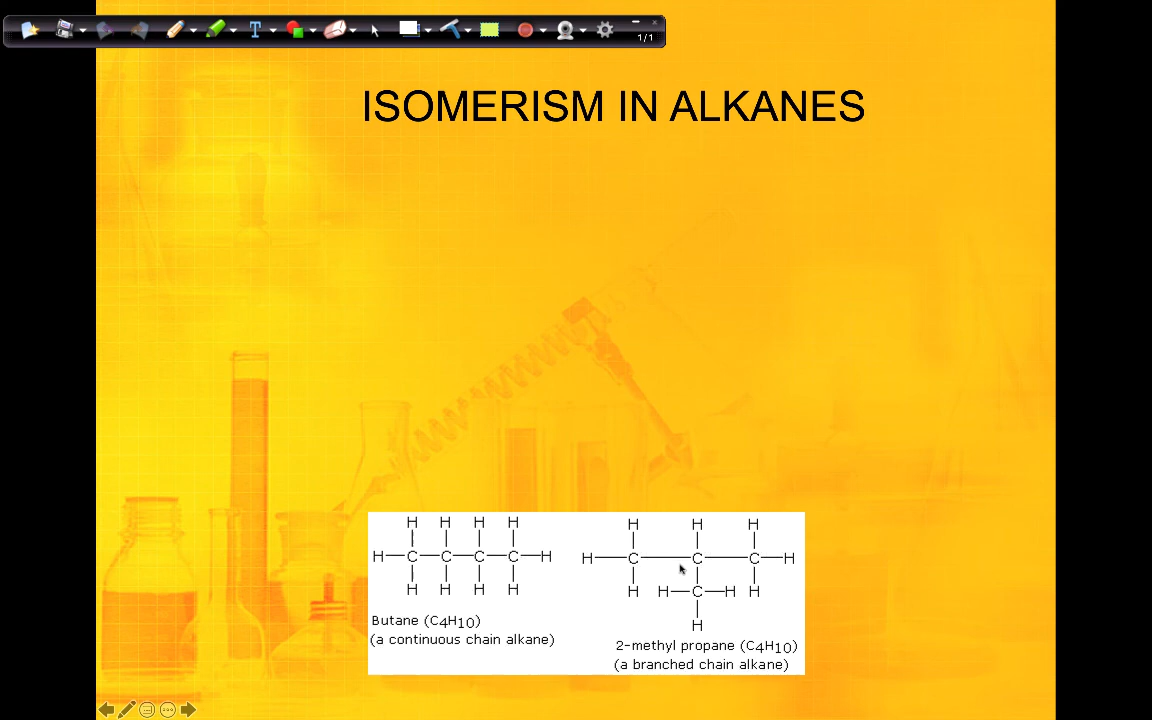 T
1/1
ISOMERISM IN ALKANES
H H H H
H C C C C H
H H H H
Butane (C4H10)
(a continuous chain alkane)
H H H
H C C C H
H H C H H
H
2-methyl propane (C4H10)
(a branched chain alkane)